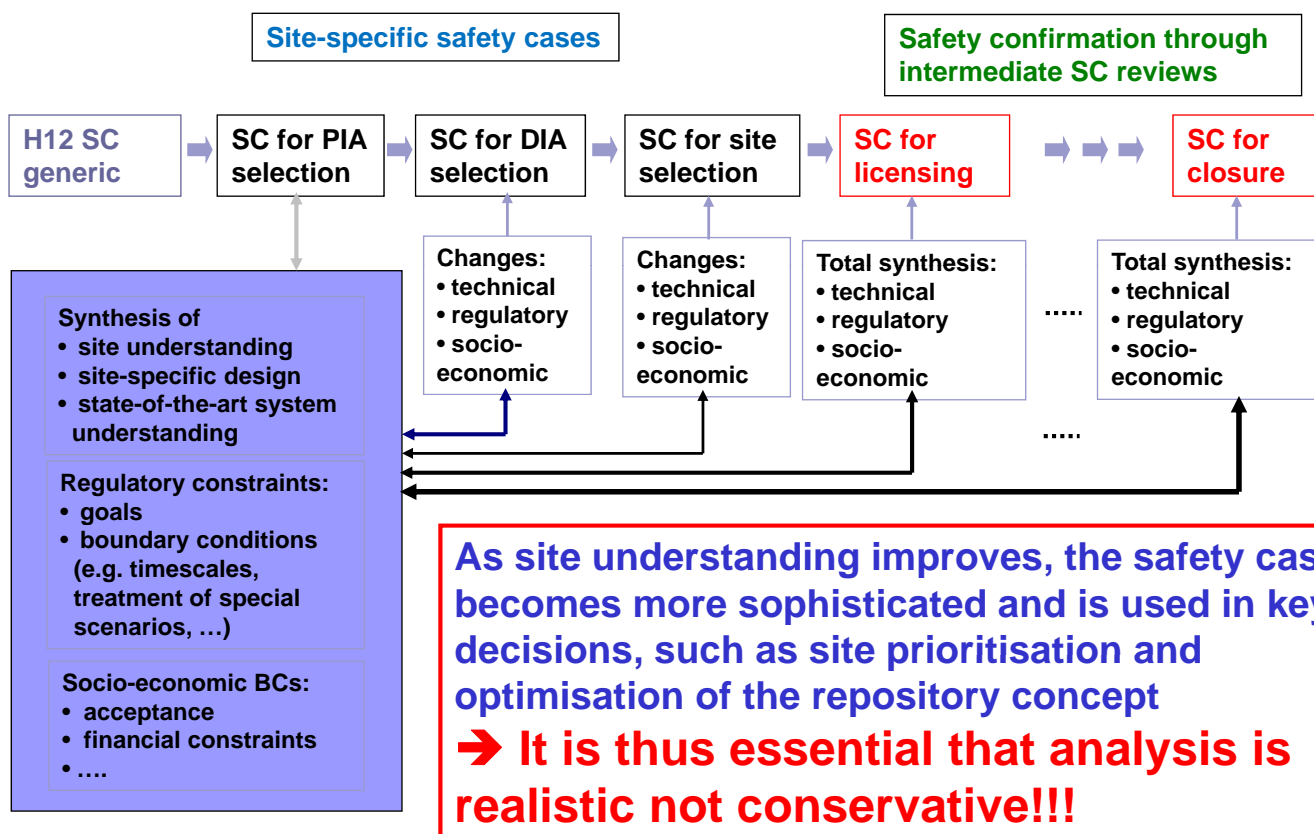 Site-specific safety cases
Safety confirmation through
intermediate SC reviews
H12 SC
generic
SC for PIA
selection
SC for DIA
selection
SC for site
selection
SC for
licensing
SC for
closure
Changes:
• technical
• regulatory
• socio-
economic
Changes:
• technical
• regulatory
• socio-
economic
Total synthesis:
• technical
• regulatory
• socio-
economic
.....
.....
Total synthesis:
• technical
• regulatory
• socio-
economic
Synthesis of
• site understanding
• site-specific design
• state-of-the-art system
understanding
Regulatory constraints:
• goals
• boundary conditions
(e.g. timescales,
treatment of special
scenarios, …)
Socio-economic BCs:
• acceptance
• financial constraints
• ….
As site understanding improves, the safety cas
becomes more sophisticated and is used in key
decisions, such as site prioritisation and
optimisation of the repository concept
➔ It is thus essential that analysis is
realistic not conservative!!!